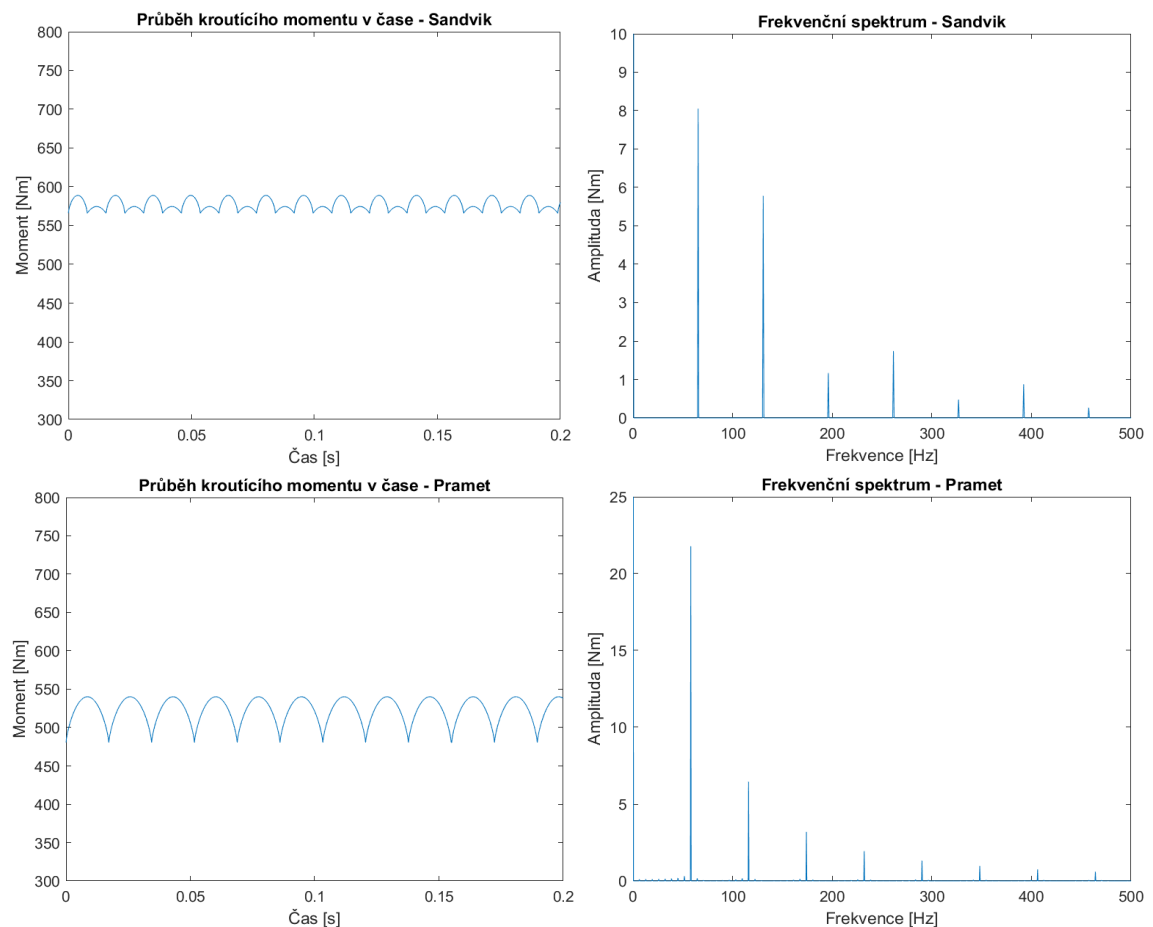 Průběh kroutícího momentu v čase - Sandvik
800
750
700
650
600
550
500
450
400
350
300
Moment [Nm]
0 0.05 0.1 0.15 0.2
Čas [s]
Frekvenční spektrum - Sandvik
10
9
8
7
6
5
4
3
2
1
0
Amplituda [Nm]
0 100 200 300 400 500
Frekvence [Hz]
Průběh kroutícího momentu v čase - Pramet
800
750
700
650
600
550
500
450
400
350
300
Moment [Nm]
0 0.05 0.1 0.15 0.2
Čas [s]
Frekvenční spektrum - Pramet
25
20
15
10
5
0
Amplituda [Nm]
0 100 200 300 400 500
Frekvence [Hz]